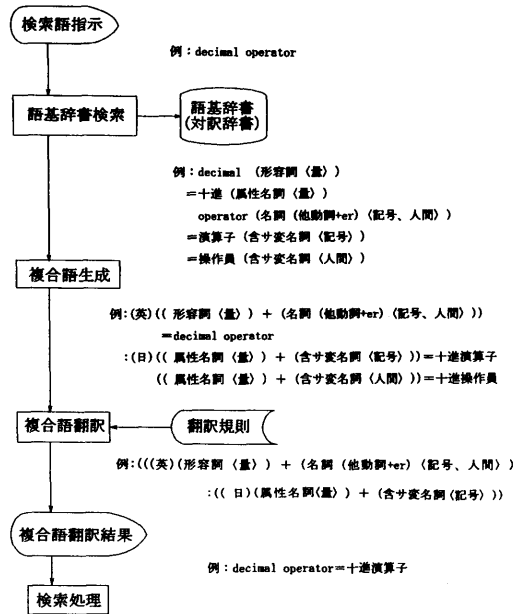 検索語指示
例：decimal operator
語基辞書検索
語基辞書
(対訳辞書)
例：decimal （形容詞〈量〉）
＝十進（属性名詞〈量〉）
operator（名詞（他動詞+er）〈記号、人間〉）
＝演算子（含サ変名詞〈記号〉）
＝操作員（含サ変名詞〈人間〉）
複合語生成
例:(英)(( 形容詞〈量〉） ＋ （名詞（他動詞+er）〈記号、人間〉))
＝decimal operator
:(日)(( 属性名詞〈量〉） ＋ （含サ変名詞〈記号〉))＝十進演算子
(( 属性名詞〈量〉） ＋ （含サ変名詞〈人間〉))＝十進操作員
複合語翻訳
翻訳規則
例:(((英)(形容詞〈量〉） ＋ （名詞（他動詞+er）〈記号、人間〉)
:(( 日)(属性名詞〈量〉） ＋ （含サ変名詞〈記号〉))
複合語翻訳結果
例：decimal operator＝十進演算子
検索処理